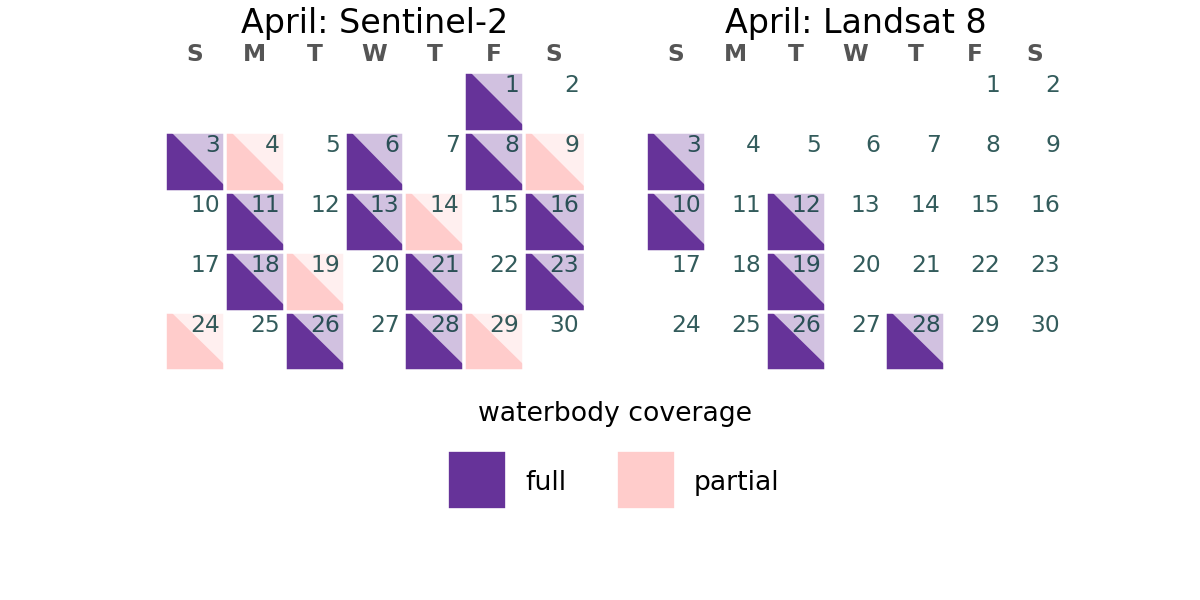 April: Sentinel-2
S M T W T F S
1 2
3 4 5 6 7 8 9
10 11 12 13 14 15 16
17 18 19 20 21 22 23
24 25 26 27 28 29 30
April: Landsat 8
S M T W T F S
1 2
3 4 5 6 7 8 9
10 11 12 13 14 15 16
17 18 19 20 21 22 23
24 25 26 27 28 29 30
waterbody coverage
full
partial